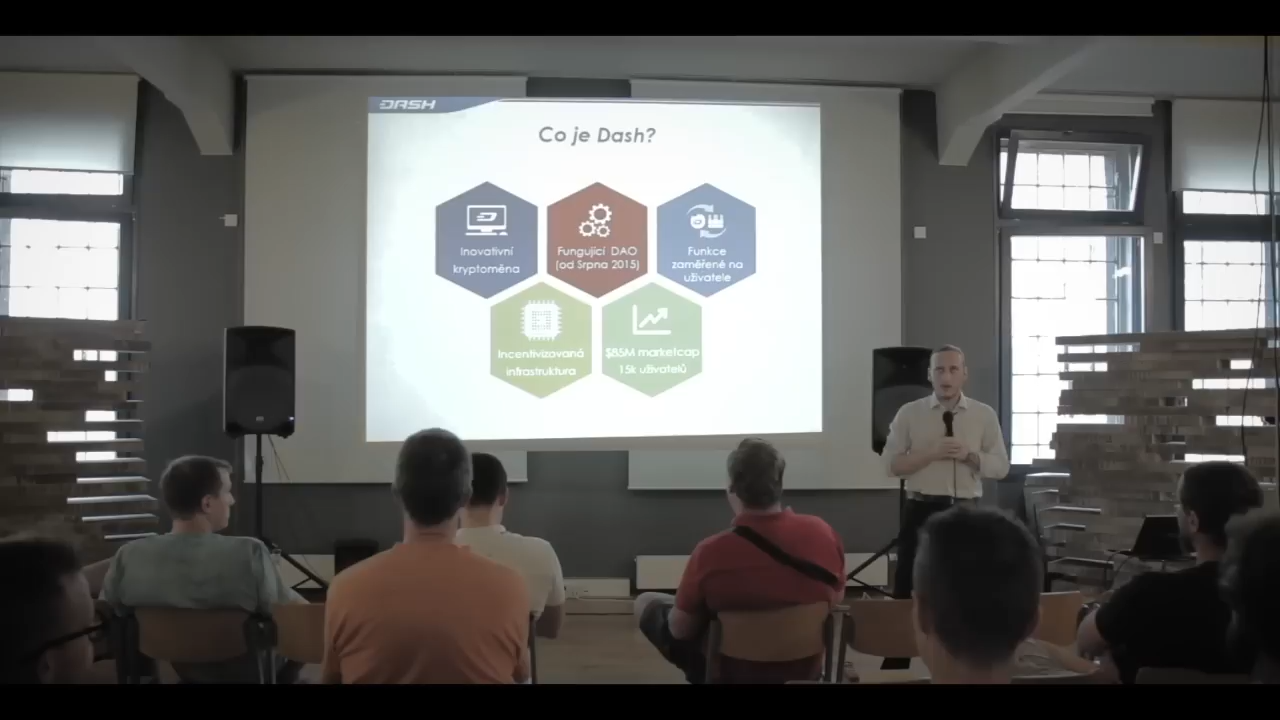 DASH
Co je Dash?
Inovativní
kryptoměna
Fungující DAO
(od Srpna 2015)
Funkce
zaměřené na
uživatele
Incentivizovaná
infrastruktura
$85M marketcap
15k uživatelů